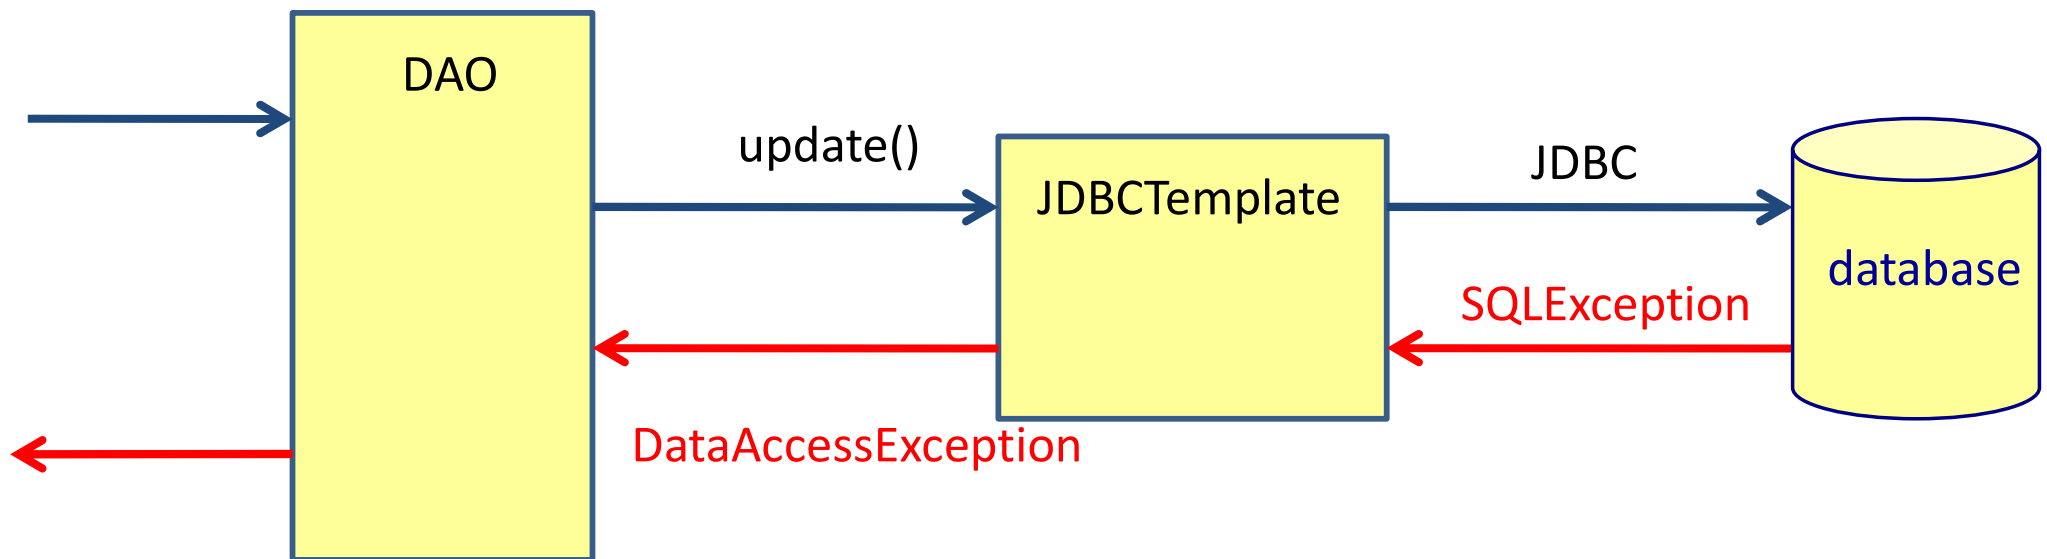 DAO
update()
JDBCTemplate
JDBC
database
SQLException
DataAccessException